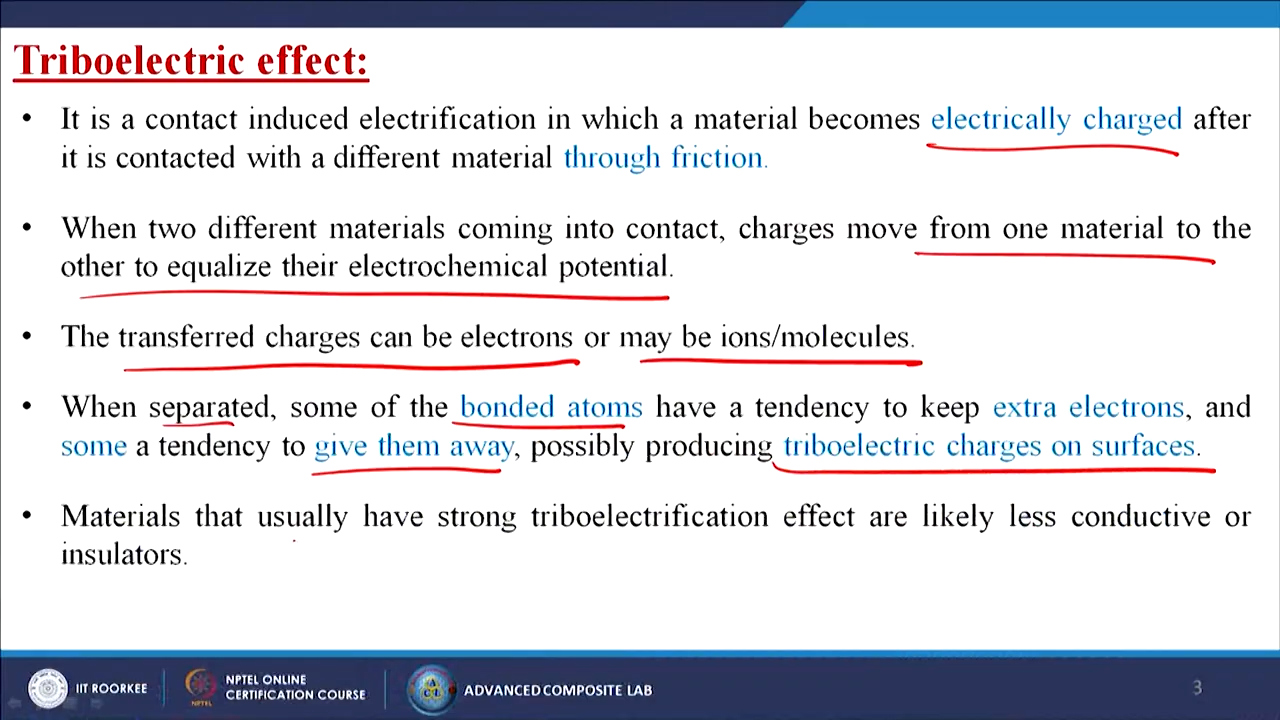 Triboelectric effect:
• It is a contact induced electrification in which a material becomes electrically charged after
it is contacted with a different material through friction.
• When two different materials coming into contact, charges move from one material to the
other to equalize their electrochemical potential.
• The transferred charges can be electrons or may be ions/molecules.
• When separated, some of the bonded atoms have a tendency to keep extra electrons, and
some a tendency to give them away, possibly producing triboelectric charges on surfaces.
• Materials that usually have strong triboelectrification effect are likely less conductive or
insulators.
IIT ROORKEE
NPTEL
NPTEL ONLINE
CERTIFICATION COURSE
ADVANCED COMPOSITE LAB
3